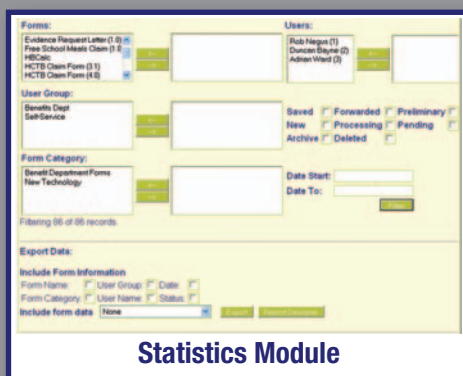 Forms:
Users:
Evidence Request Letter (1.0)
Free School Meals Claim (1.0
HBCalc
HCTB Claim Form (3.1)
HCTB Claim Form (4.0)
Rob Negus (1)
Duncan Bayne (2)
Adrian Ward (3)
User Group:
Benefits Dept
Self-Service
Saved Forwarded Preliminary
New Processing Pending
Archive Deleted
Form Category:
Benefit Department Forms
New Technology
Date Start:
Date To:
Filter
Filtering 86 of 86 records.
Export Data:
Include Form Information
Form Name: User Group: Date:
Form Category: User Name: Status:
Include form data None
Export
Statistics Module